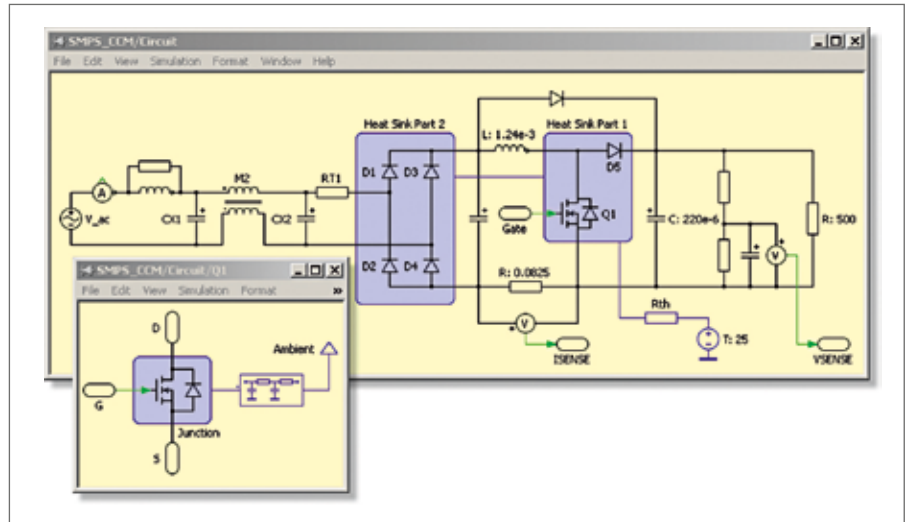 SMPS_CCM/Circuit
File Edit View Simulation Format Window Help
Heat Sink Part 2
Heat Sink Part 1
L: 1.24e-3
D1
D3
D5
M2
RT1
A
V_ac
CX1
CX2
Q1
Gate
C: 220e-6
R: 500
V
D2
D4
R: 0.0825
V
ISENSE
Rth
T: 25
VSENSE
SMPS_CCM/Circuit/Q1
File Edit View Simulation Format »
D
Ambient
G
Junction
S